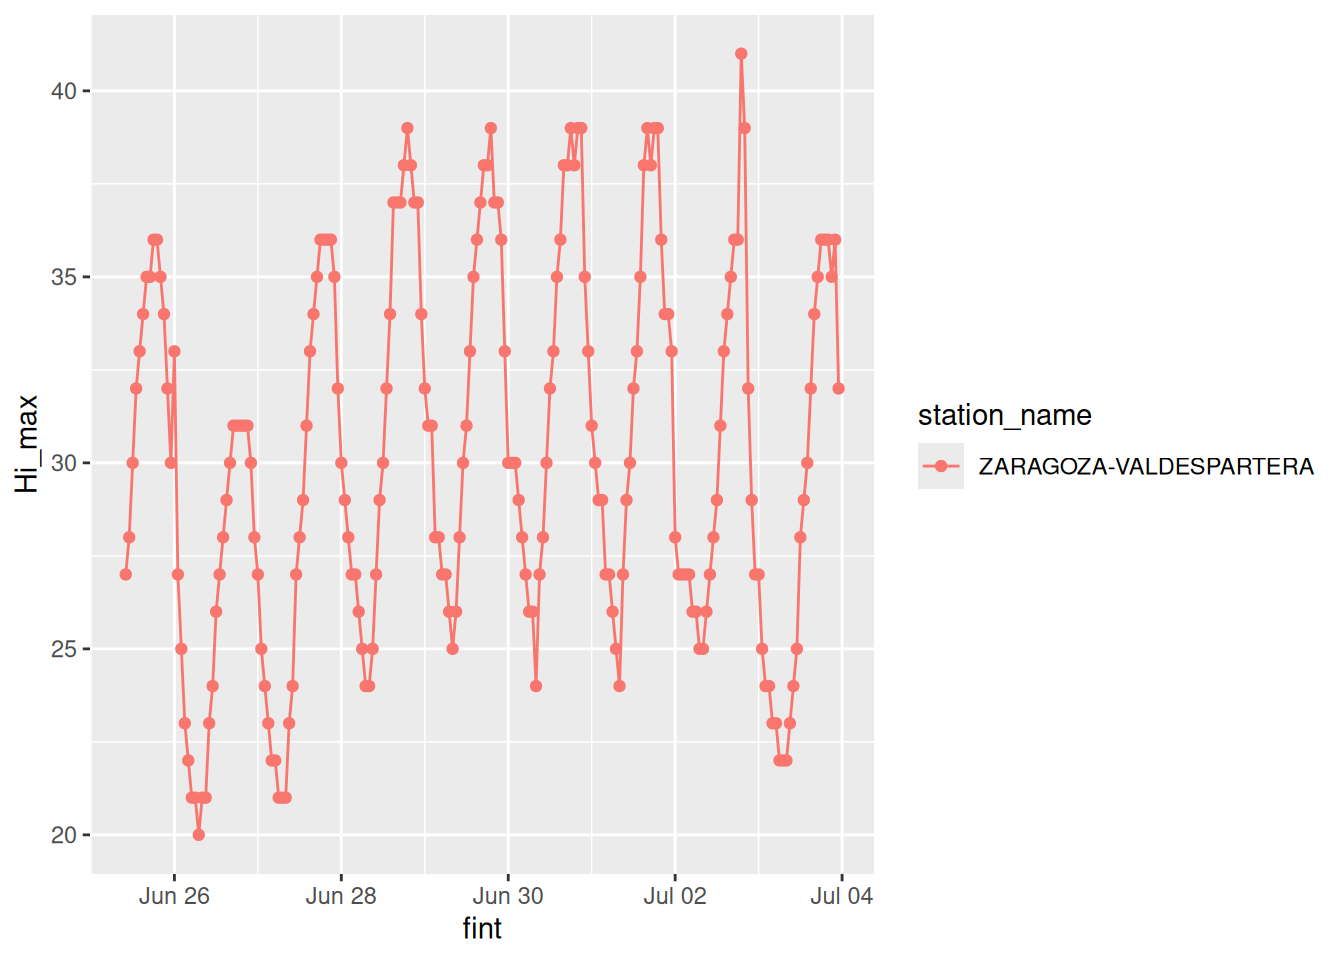 40
35
30
25
20
Hi_max
Jun 26
Jun 28
Jun 30
Jul 02
Jul 04
fint
station_name
ZARAGOZA-VALDESPARTERA